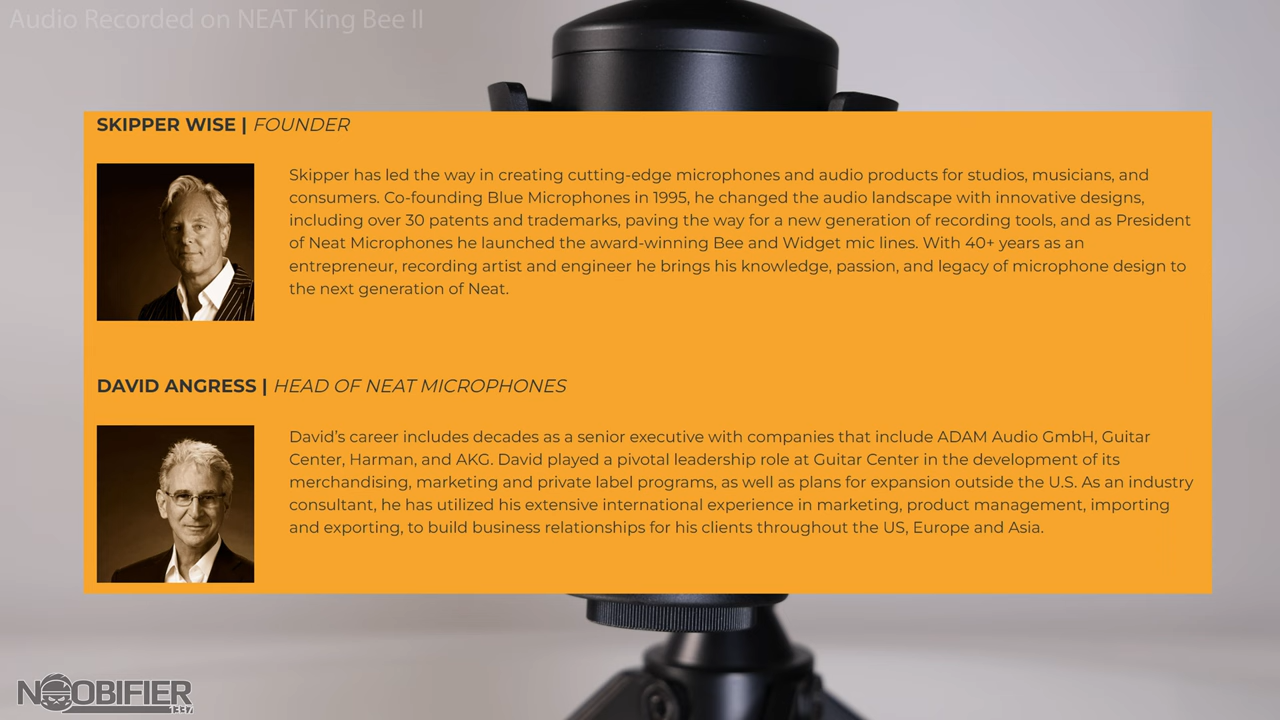 Audio Recorded on NEAT King Bee II
SKIPPER WISE | FOUNDER
Skipper has led the way in creating cutting-edge microphones and audio products for studios, musicians, and
consumers. Co-founding Blue Microphones in 1995, he changed the audio landscape with innovative designs,
including over 30 patents and trademarks, paving the way for a new generation of recording tools, and as President
of Neat Microphones he launched the award-winning Bee and Widget mic lines. With 40+ years as an
entrepreneur, recording artist and engineer he brings his knowledge, passion, and legacy of microphone design to
the next generation of Neat.
DAVID ANGRESS | HEAD OF NEAT MICROPHONES
David’s career includes decades as a senior executive with companies that include ADAM Audio GmbH, Guitar
Center, Harman, and AKG. David played a pivotal leadership role at Guitar Center in the development of its
merchandising, marketing and private label programs, as well as plans for expansion outside the U.S. As an industry
consultant, he has utilized his extensive international experience in marketing, product management, importing
and exporting, to build business relationships for his clients throughout the US, Europe and Asia.
NOOBIFIER
1337